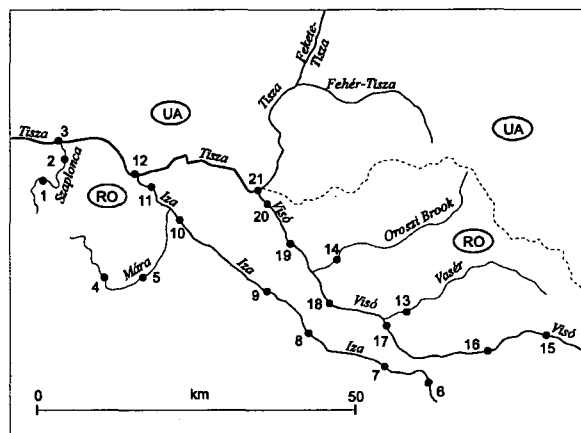 Fekete-
Tisza
Tisza
Fehér-Tisza
UA
UA
Tisza
3
2
1
Szaplonca
RO
12
11
Iza
10
Tisza
21
20
Visó
19
14
Oroszi Brook
RO
Vasér
13
Mára
4
5
Iza
9
8
18
Visó
17
16
15
Iza
7
6
0
km
50